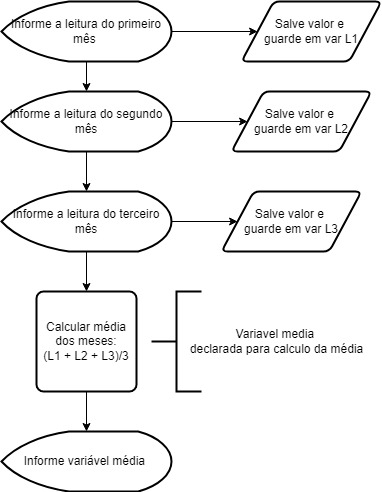 Informe a leitura do primeiro
mês
Salve valor e
guarde em var L1
Informe a leitura do segundo
mês
Salve valor e
guarde em var L2
Informe a leitura do terceiro
mês
Salve valor e
guarde em var L3
Calcular média
dos meses:
(L1 + L2 + L3)/3
Variavel media
declarada para calculo da média
Informe variável média